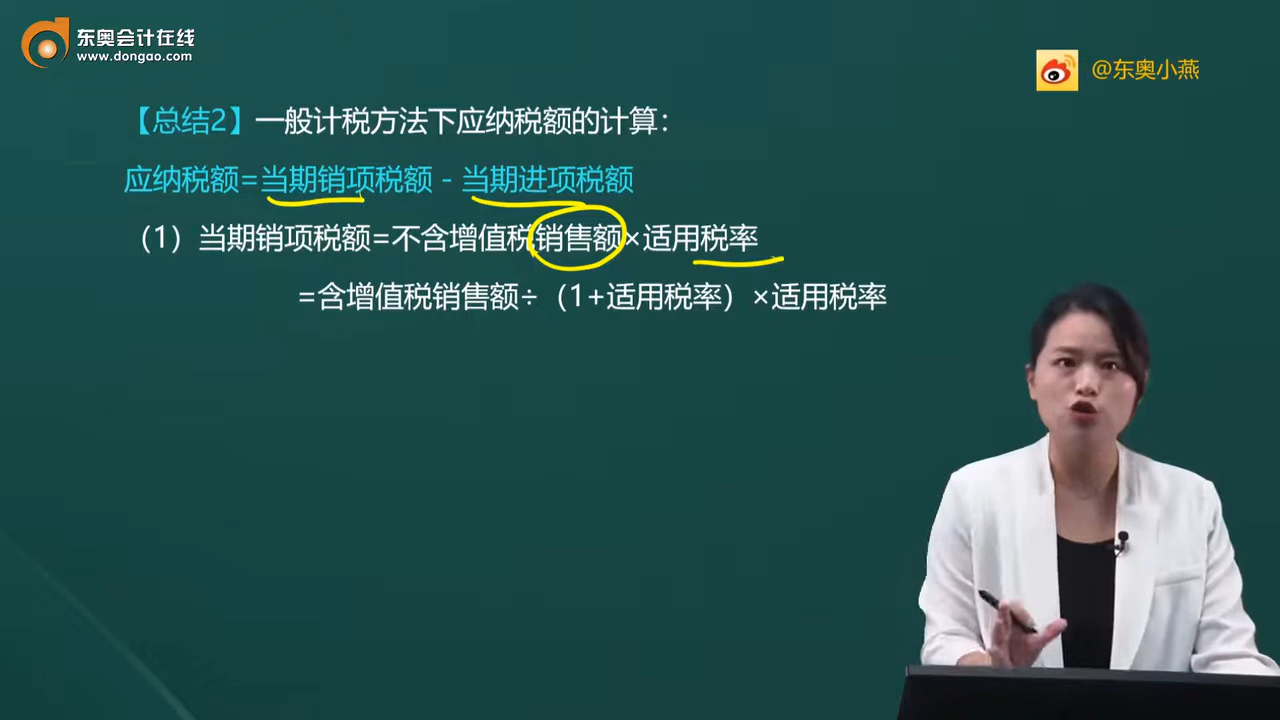 东奥会计在线
www.dongao.com
@东奥小燕
【总结2】一般计税方法下应纳税额的计算：
应纳税额=当期销项税额 - 当期进项税额
（1）当期销项税额=不含增值税销售额×适用税率
=含增值税销售额÷（1+适用税率）×适用税率